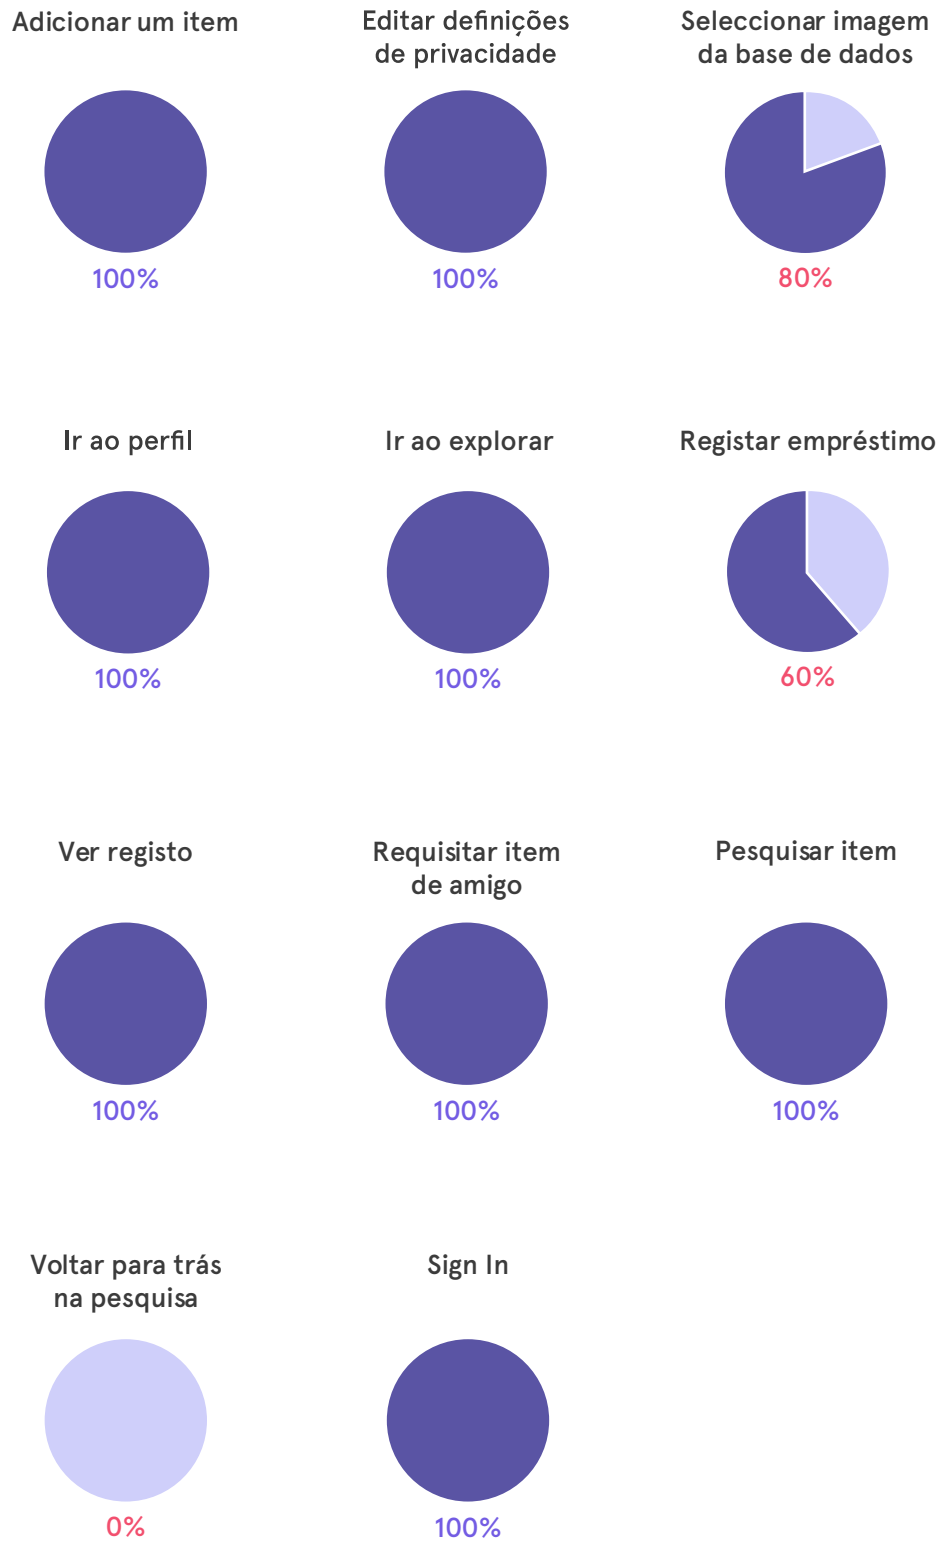 Adicionar um item
Editar definições
de privacidade
Seleccionar imagem
da base de dados
100%
100%
80%
Ir ao perfil
Ir ao explorar
Registar empréstimo
100%
100%
60%
Ver registo
Requisitar item
de amigo
Pesquisar item
100%
100%
100%
Voltar para trás
na pesquisa
Sign In
0%
100%